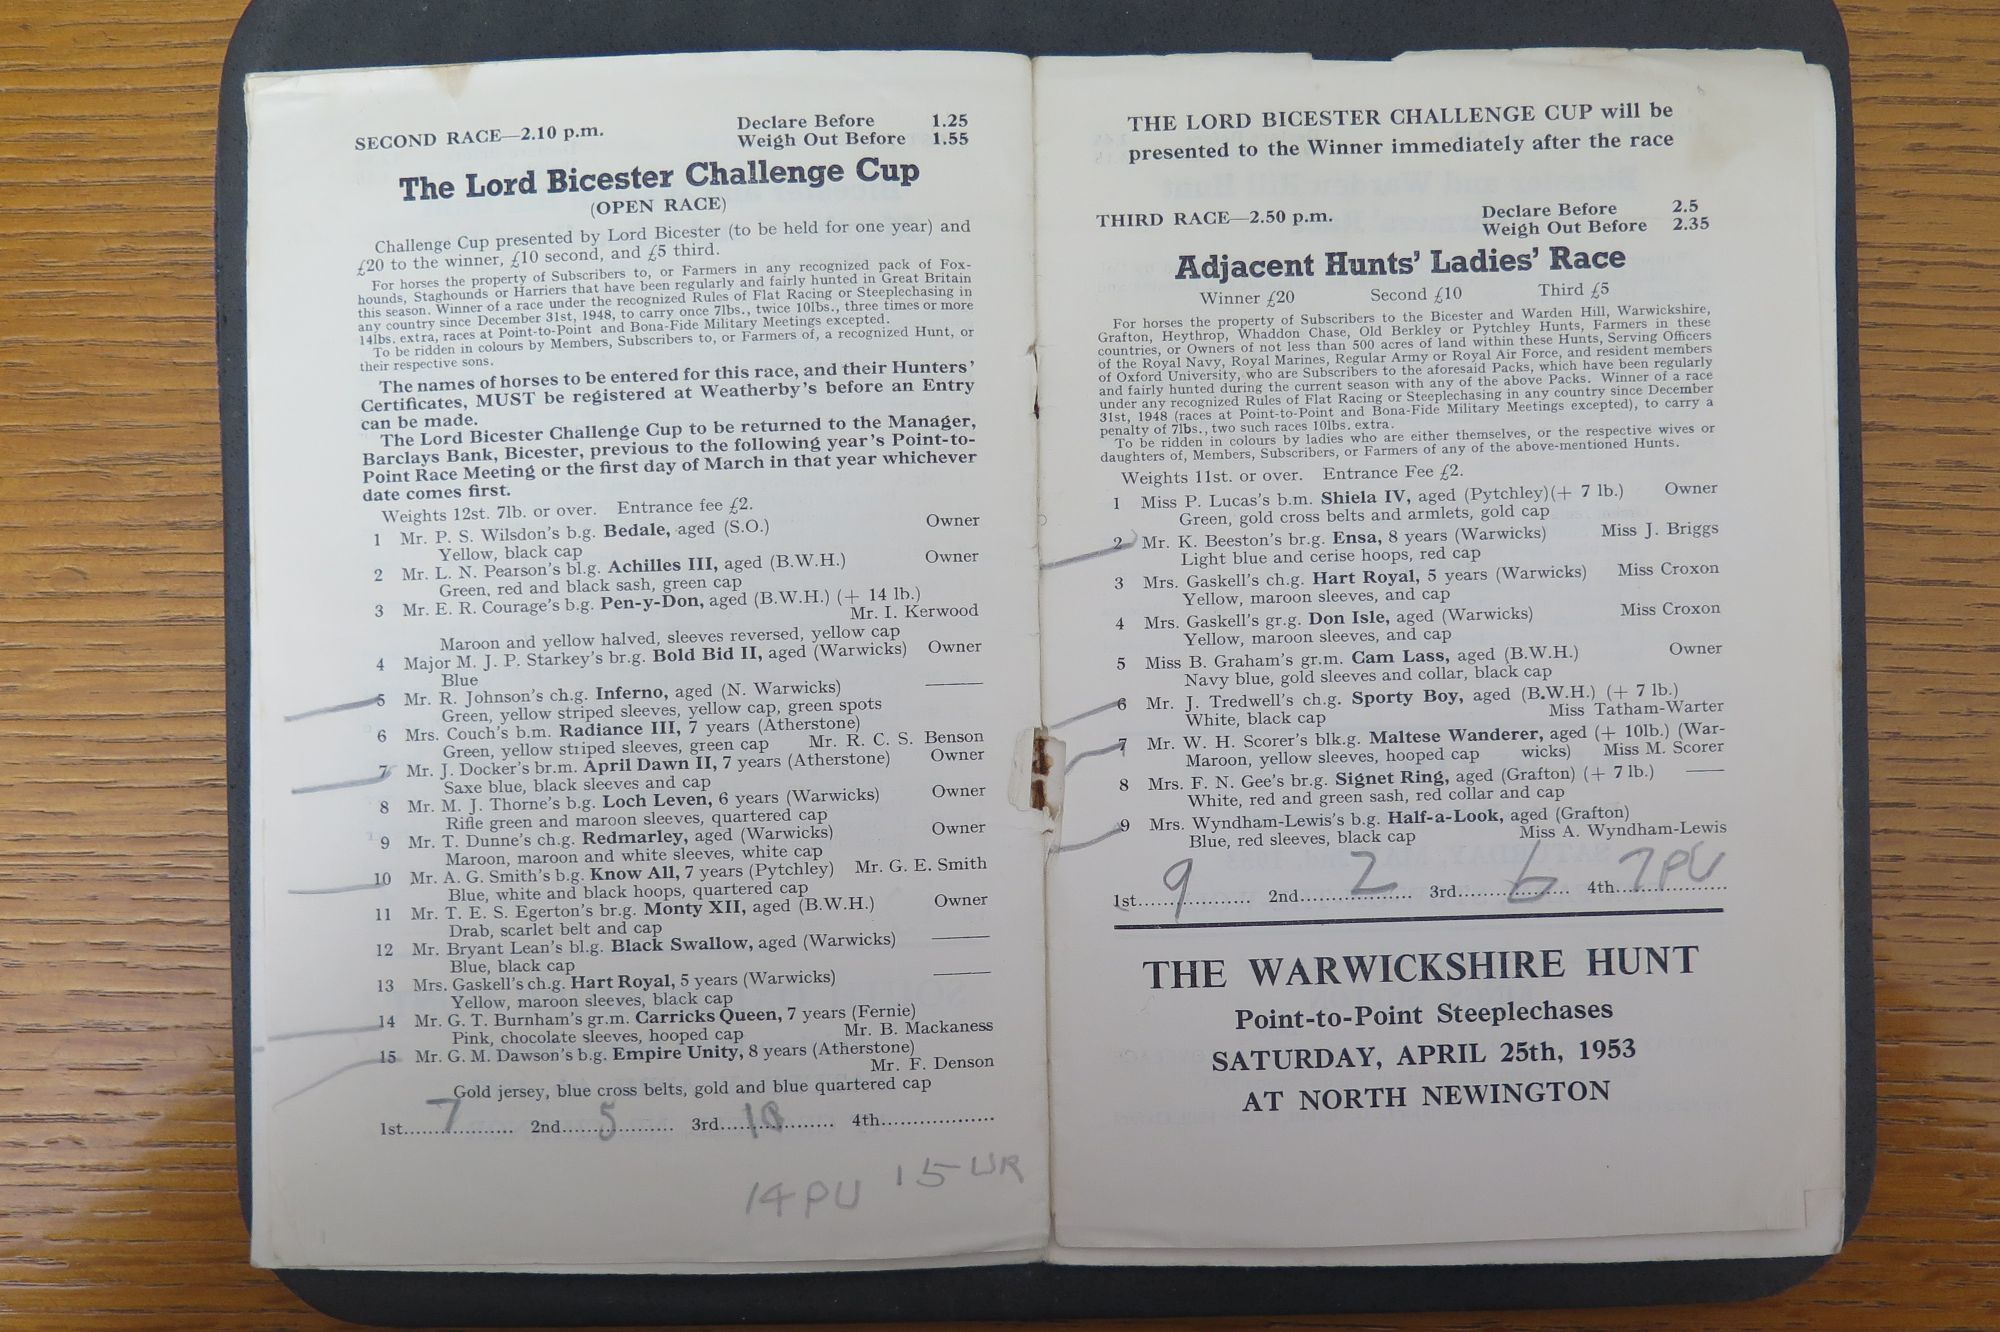 SECOND RACE—2.10 p.m.
Declare Before 1.25
Weigh Out Before 1.55
The Lord Bicester Challenge Cup
(OPEN RACE)
Challenge Cup presented by Lord Bicester (to be held for one year) and
£20 to the winner, £10 second, and £5 third.
For horses the property of Subscribers to, or Farmers in any recognized pack of Fox-
hounds, Staghounds or Harriers that have been regularly and fairly hunted in Great Britain
this season. Winner of a race under the recognized Rules of Flat Racing or Steeplechasing in
any country since December 31st, 1948, to carry once 7lbs., twice 10lbs., three times or more
14lbs. extra, races at Point-to-Point and Bona-Fide Military Meetings excepted.
To be ridden in colours by Members, Subscribers to, or Farmers of, a recognized Hunt, or
their respective sons.
The names of horses to be entered for this race, and their Hunters'
Certificates, MUST be registered at Weatherby's before an Entry
can be made.
The Lord Bicester Challenge Cup to be returned to the Manager,
Barclays Bank, Bicester, previous to the following year's Point-to-
Point Race Meeting or the first day of March in that year whichever
date comes first.
Weights 12st. 7lb. or over. Entrance fee £2.
1 Mr. P. S. Wilsdon's b.g. Bedale, aged (S.O.) Owner
Yellow, black cap
2 Mr. L. N. Pearson's bl.g. Achilles III, aged (B.W.H.) Owner
Green, red and black sash, green cap
3 Mr. E. R. Courage's b.g. Pen-y-Don, aged (B.W.H.) (+ 14 lb.)
Mr. I. Kerwood
Maroon and yellow halved, sleeves reversed, yellow cap
4 Major M. J. P. Starkey's br.g. Bold Bid II, aged (Warwicks) Owner
Blue
5 Mr. R. Johnson's ch.g. Inferno, aged (N. Warwicks) ——
Green, yellow striped sleeves, yellow cap, green spots
6 Mrs. Couch's b.m. Radiance III, 7 years (Atherstone)
Green, yellow striped sleeves, green cap Mr. R. C. S. Benson
7 Mr. J. Docker's br.m. April Dawn II, 7 years (Atherstone) Owner
Saxe blue, black sleeves and cap
8 Mr. M. J. Thorne's b.g. Loch Leven, 6 years (Warwicks) Owner
Rifle green and maroon sleeves, quartered cap
9 Mr. T. Dunne's ch.g. Redmarley, aged (Warwicks) Owner
Maroon, maroon and white sleeves, white cap
10 Mr. A. G. Smith's b.g. Know All, 7 years (Pytchley) Mr. G. E. Smith
Blue, white and black hoops, quartered cap
11 Mr. T. E. S. Egerton's br.g. Monty XII, aged (B.W.H.) Owner
Drab, scarlet belt and cap
12 Mr. Bryant Lean's bl.g. Black Swallow, aged (Warwicks) ——
Blue, black cap
13 Mrs. Gaskell's ch.g. Hart Royal, 5 years (Warwicks) ——
Yellow, maroon sleeves, black cap
14 Mr. G. T. Burnham's gr.m. Carricks Queen, 7 years (Fernie)
Pink, chocolate sleeves, hooped cap Mr. B. Mackaness
15 Mr. G. M. Dawson's b.g. Empire Unity, 8 years (Atherstone)
Mr. F. Denson
Gold jersey, blue cross belts, gold and blue quartered cap
1st....7.... 2nd....5.... 3rd....10.... 4th........
14 PU 15 UR
THE LORD BICESTER CHALLENGE CUP will be
presented to the Winner immediately after the race
THIRD RACE—2.50 p.m.
Declare Before 2.5
Weigh Out Before 2.35
Adjacent Hunts' Ladies' Race
Winner £20 Second £10 Third £5
For horses the property of Subscribers to the Bicester and Warden Hill, Warwickshire,
Grafton, Heythrop, Whaddon Chase, Old Berkley or Pytchley Hunts, Farmers in these
countries, or Owners of not less than 500 acres of land within these Hunts, Serving Officers
of the Royal Navy, Royal Marines, Regular Army or Royal Air Force, and resident members
of Oxford University, who are Subscribers to the aforesaid Packs, which have been regularly
and fairly hunted during the current season with any of the above Packs. Winner of a race
under any recognized Rules of Flat Racing or Steeplechasing in any country since December
31st, 1948 (races at Point-to-Point and Bona-Fide Military Meetings excepted), to carry a
penalty of 7lbs., two such races 10lbs. extra.
To be ridden in colours by ladies who are either themselves, or the respective wives or
daughters of, Members, Subscribers, or Farmers of any of the above-mentioned Hunts.
Weights 11st. or over. Entrance Fee £2.
1 Miss P. Lucas's b.m. Shiela IV, aged (Pytchley)(+ 7 lb.) Owner
Green, gold cross belts and armlets, gold cap
2 Mr. K. Beeston's br.g. Ensa, 8 years (Warwicks) Miss J. Briggs
Light blue and cerise hoops, red cap
3 Mrs. Gaskell's ch.g. Hart Royal, 5 years (Warwicks) Miss Croxon
Yellow, maroon sleeves, and cap
4 Mrs. Gaskell's gr.g. Don Isle, aged (Warwicks) Miss Croxon
Yellow, maroon sleeves, and cap
5 Miss B. Graham's gr.m. Cam Lass, aged (B.W.H.) Owner
Navy blue, gold sleeves and collar, black cap
6 Mr. J. Tredwell's ch.g. Sporty Boy, aged (B.W.H.) (+ 7 lb.)
White, black cap Miss Tatham-Warter
7 Mr. W. H. Scorer's blk.g. Maltese Wanderer, aged (+ 10lb.) (War-
Maroon, yellow sleeves, hooped cap wicks) Miss M. Scorer
8 Mrs. F. N. Gee's br.g. Signet Ring, aged (Grafton) (+ 7 lb.) ——
White, red and green sash, red collar and cap
9 Mrs. Wyndham-Lewis's b.g. Half-a-Look, aged (Grafton)
Blue, red sleeves, black cap Miss A. Wyndham-Lewis
1st....9.... 2nd....2.... 3rd....6.... 4th....7 PU....
THE WARWICKSHIRE HUNT
Point-to-Point Steeplechases
SATURDAY, APRIL 25th, 1953
AT NORTH NEWINGTON